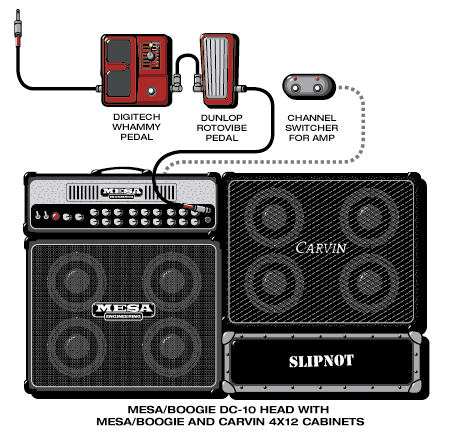 DIGITECH
WHAMMY
PEDAL
DUNLOP
ROTOVIBE
PEDAL
CHANNEL
SWITCHER
FOR AMP
MESA
ENGINEERING
CARVIN
MESA
ENGINEERING
SLIPNOT
MESA/BOOGIE DC-10 HEAD WITH
MESA/BOOGIE AND CARVIN 4X12 CABINETS